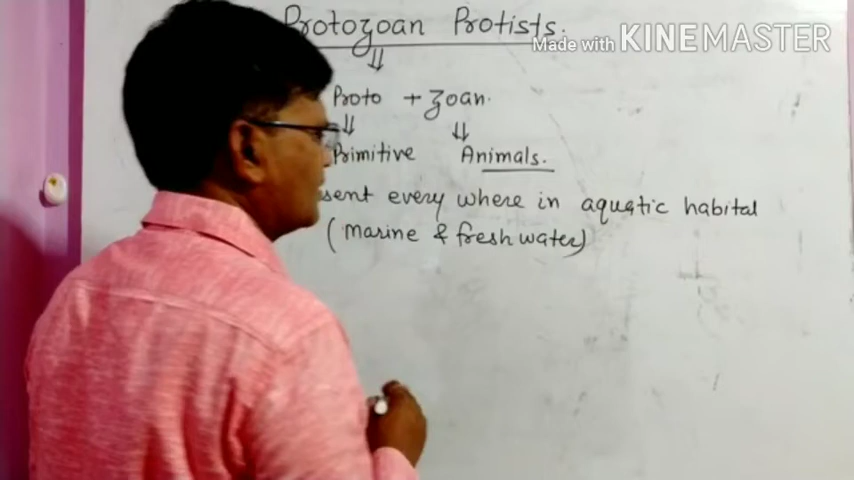 Protozoan Protists.
Made with KINEMASTER
⇓
Proto + Zoan.
⇓ ⇓
Primitive Animals.
sent every where in aquatic habital
(Marine & fresh water)